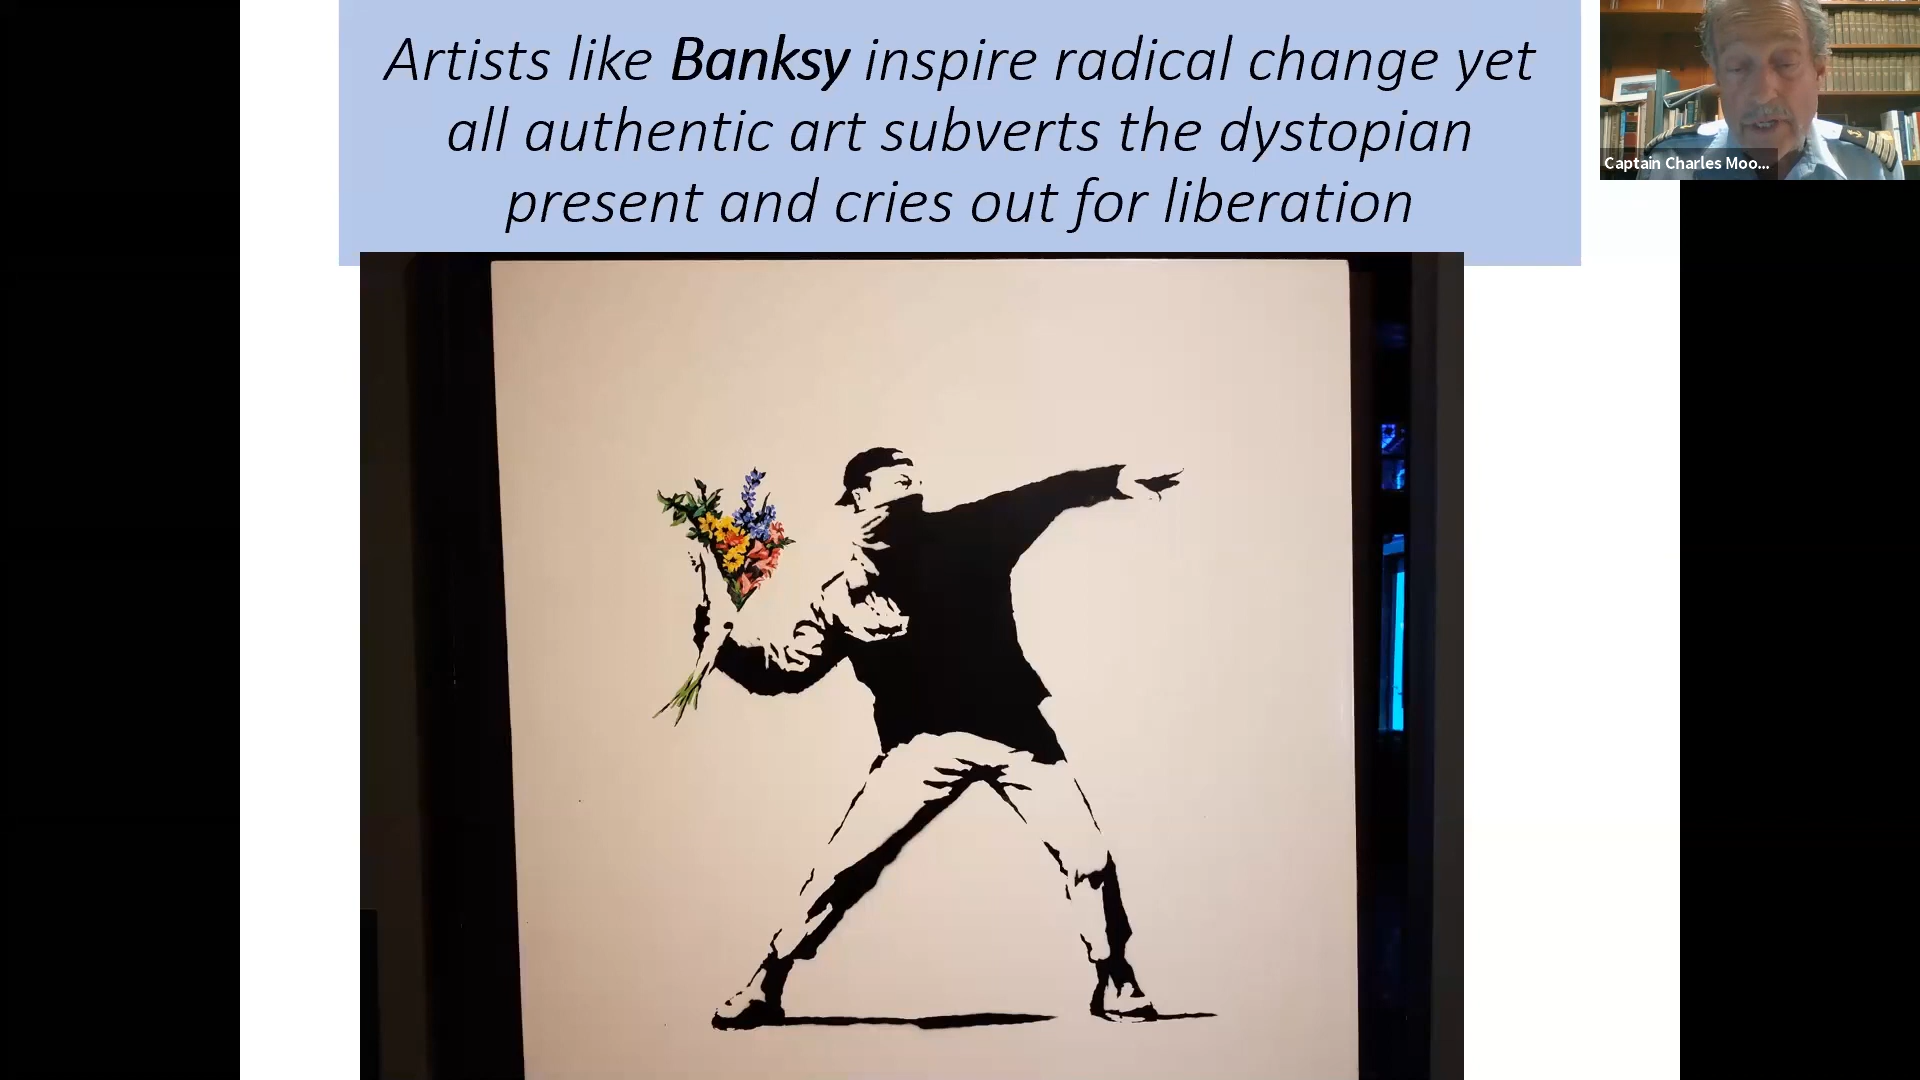 Artists like Banksy inspire radical change yet
all authentic art subverts the dystopian
present and cries out for liberation
Captain Charles Moo...